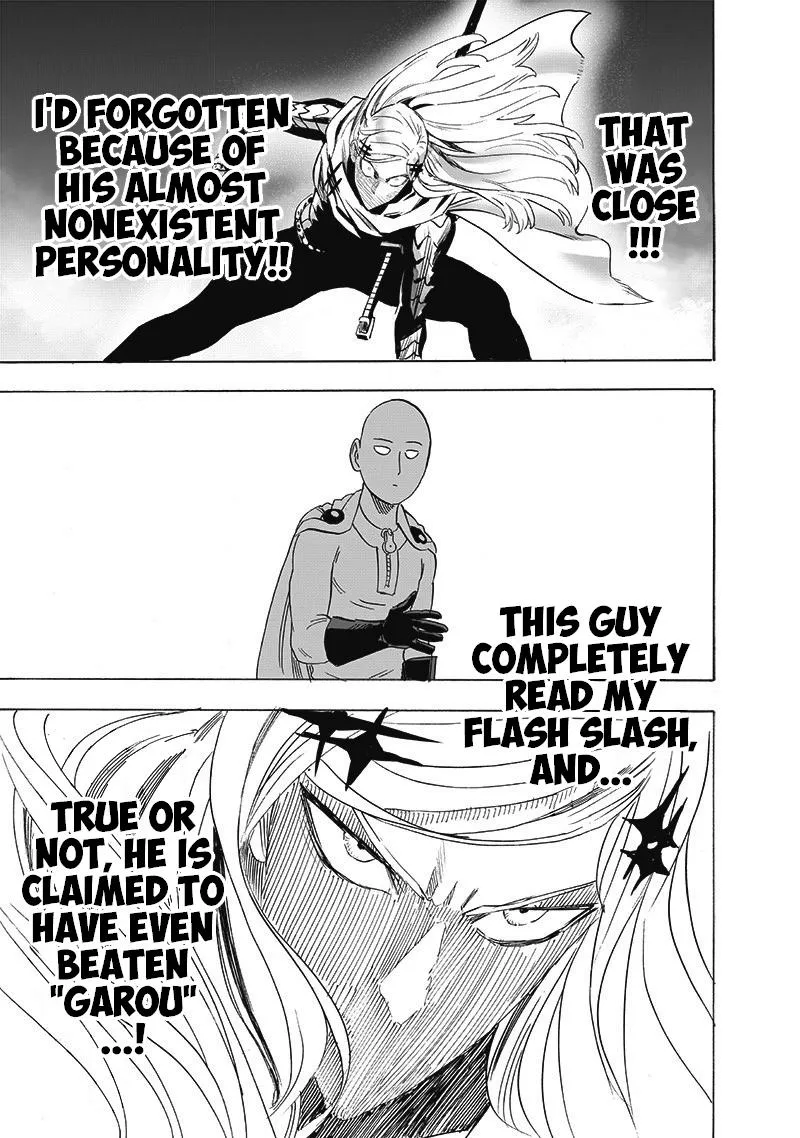 THAT
WAS
CLOSE
!!!
I'D FORGOTTEN
BECAUSE OF
HIS ALMOST
NONEXISTENT
PERSONALITY!!
THIS GUY
COMPLETELY
READ MY
FLASH SLASH,
AND...
TRUE OR
NOT, HE IS
CLAIMED TO
HAVE EVEN
BEATEN
"GAROU"
...!